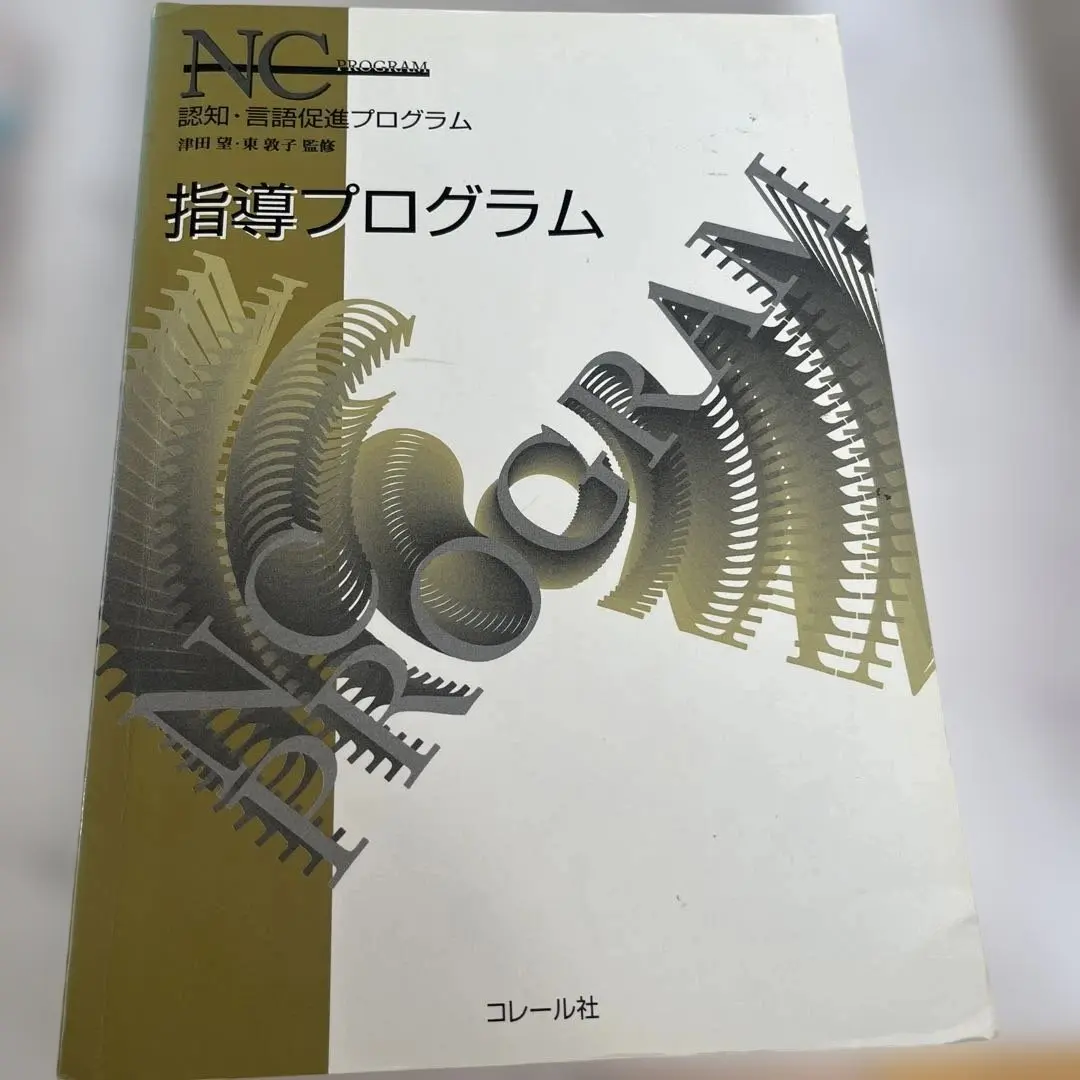 NC PROGRAM
認知・言語促進プログラム
津田 望・東 敦子 監修
指導プログラム
NC
PROGRAM
コレール社